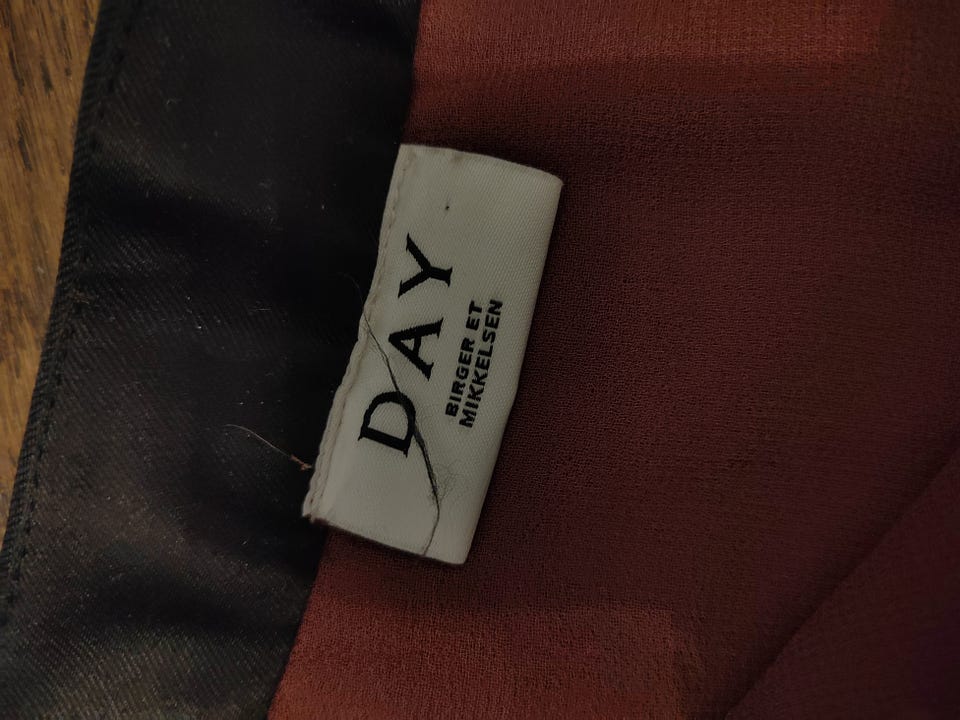 DAY
BIRGER ET
MIKKELSEN